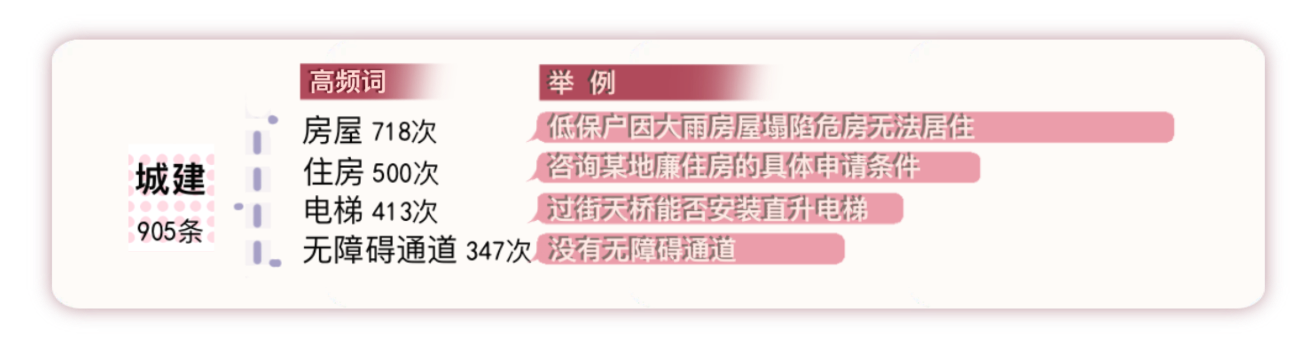 高频词 举 例
房屋 718次 低保户因大雨房屋塌陷危房无法居住
住房 500次 咨询某地廉住房的具体申请条件
城建
电梯 413次 过街天桥能否安装直升电梯
905条
无障碍通道 347次 没有无障碍通道